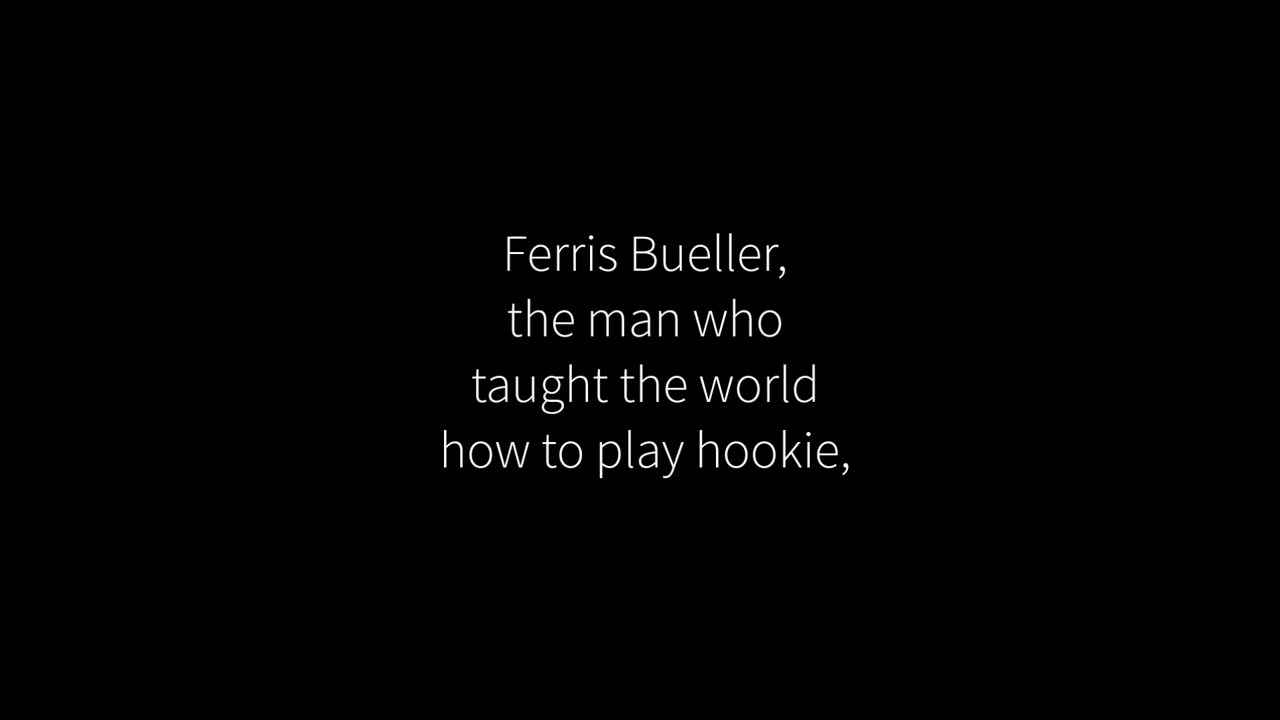 Ferris Bueller,
the man who
taught the world
how to play hookie,